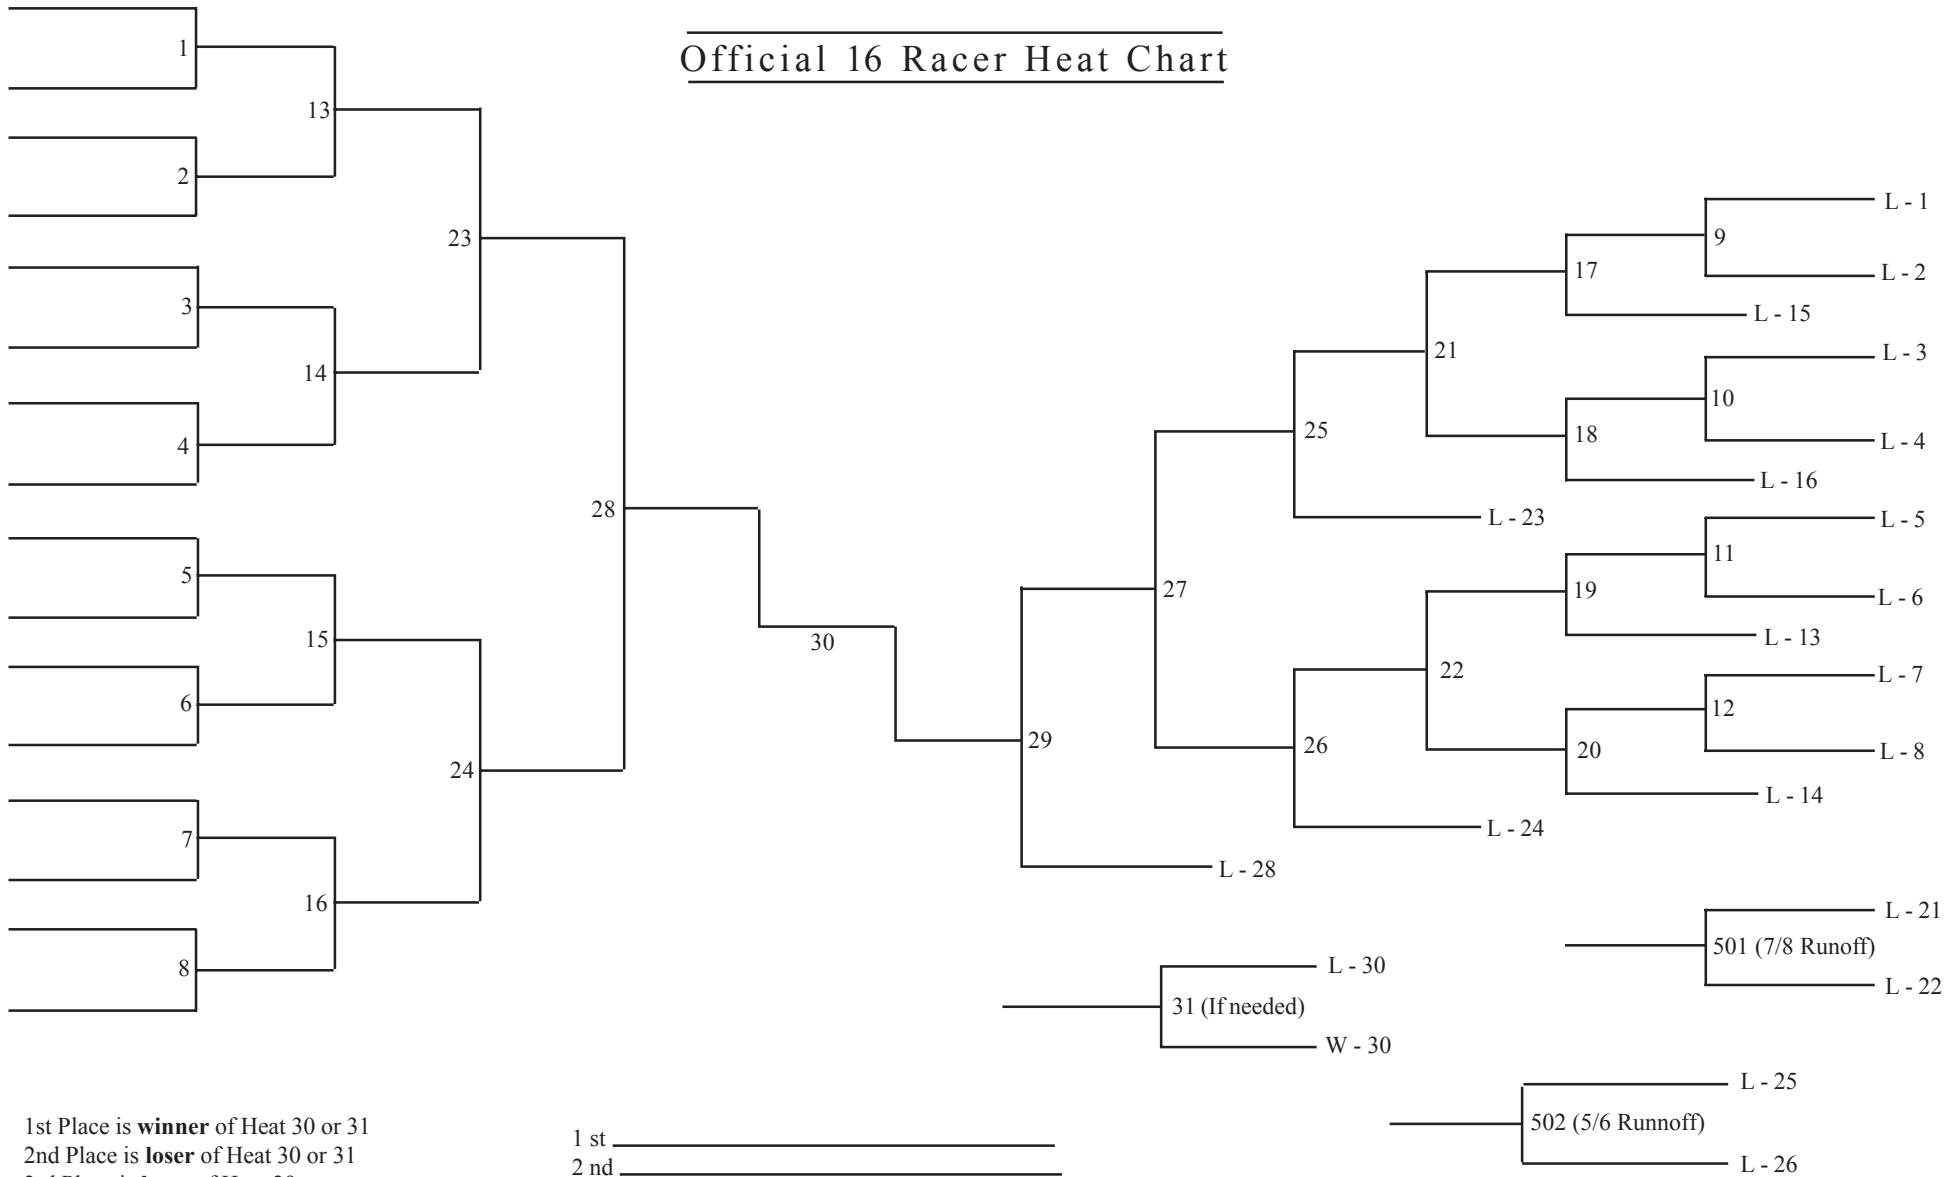 Official 16 Racer Heat Chart
1
13
2
23
3
14
4
28
5
15
6
24
7
16
8
30
29
27
25
21
17
9
L - 1
L - 2
L - 15
18
10
L - 3
L - 4
L - 16
L - 23
26
22
19
11
L - 5
L - 6
L - 13
20
12
L - 7
L - 8
L - 14
L - 24
L - 28
L - 21
501 (7/8 Runoff)
L - 22
L - 30
31 (If needed)
W - 30
L - 25
502 (5/6 Runnoff)
L - 26
1st Place is winner of Heat 30 or 31
2nd Place is loser of Heat 30 or 31
1 st
2 nd